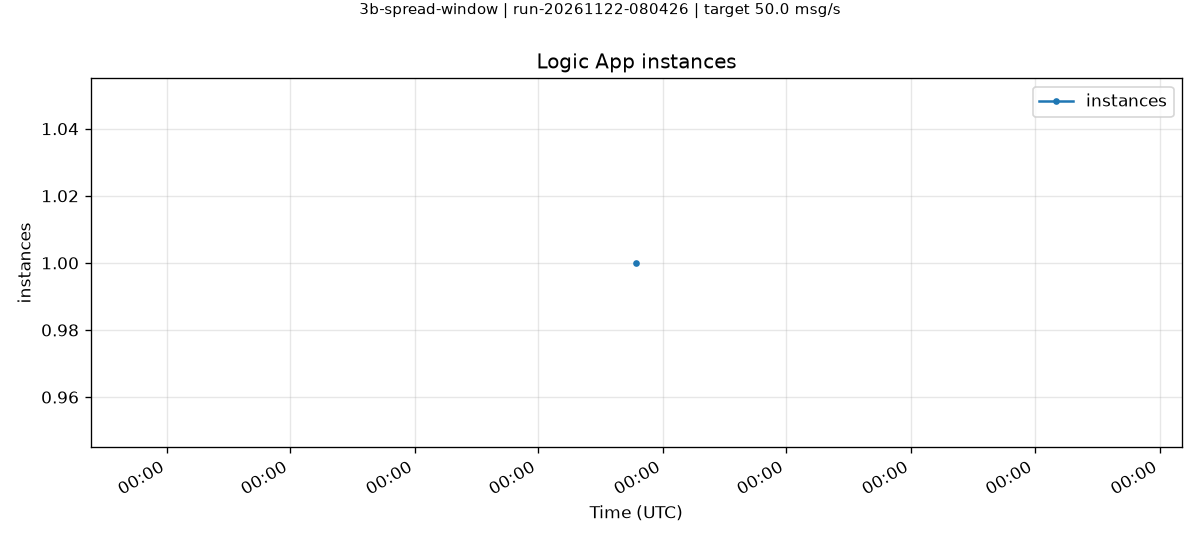 3b-spread-window | run-20261122-080426 | target 50.0 msg/s
Logic App instances
instances
1.04
1.02
1.00
0.98
0.96
instances
00:00 00:00 00:00 00:00 00:00 00:00 00:00 00:00 00:00
Time (UTC)